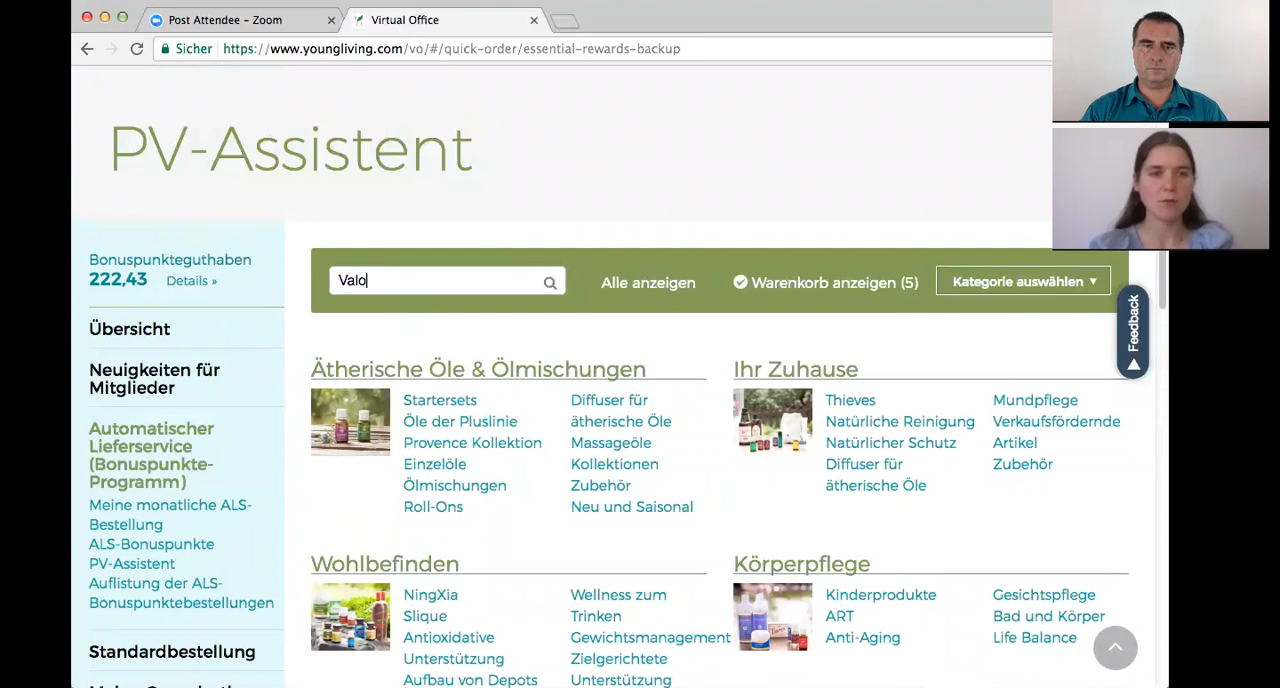 Post Attendee - Zoom
Virtual Office
Sicher
https://www.youngliving.com/vo/#/quick-order/essential-rewards-backup
PV-Assistent
Bonuspunkteguthaben
222,43 Details »
Übersicht
Neuigkeiten für
Mitglieder
Automatischer
Lieferservice
(Bonuspunkte-
Programm)
Meine monatliche ALS-
Bestellung
ALS-Bonuspunkte
PV-Assistent
Auflistung der ALS-
Bonuspunktebestellungen
Standardbestellung
Valo
Alle anzeigen
Warenkorb anzeigen (5)
Kategorie auswählen
Feedback
Ätherische Öle & Ölmischungen
Startersets
Öle der Pluslinie
Provence Kollektion
Einzelöle
Ölmischungen
Roll-Ons
Diffuser für
ätherische Öle
Massageöle
Kollektionen
Zubehör
Neu und Saisonal
Ihr Zuhause
Thieves
Natürliche Reinigung
Natürlicher Schutz
Diffuser für
ätherische Öle
Mundpflege
Verkaufsfördernde
Artikel
Zubehör
Wohlbefinden
NingXia
Slique
Antioxidative
Unterstützung
Aufbau von Depots
Wellness zum
Trinken
Gewichtsmanagement
Zielgerichtete
Unterstützung
Körperpflege
Kinderprodukte
ART
Anti-Aging
Gesichtspflege
Bad und Körper
Life Balance